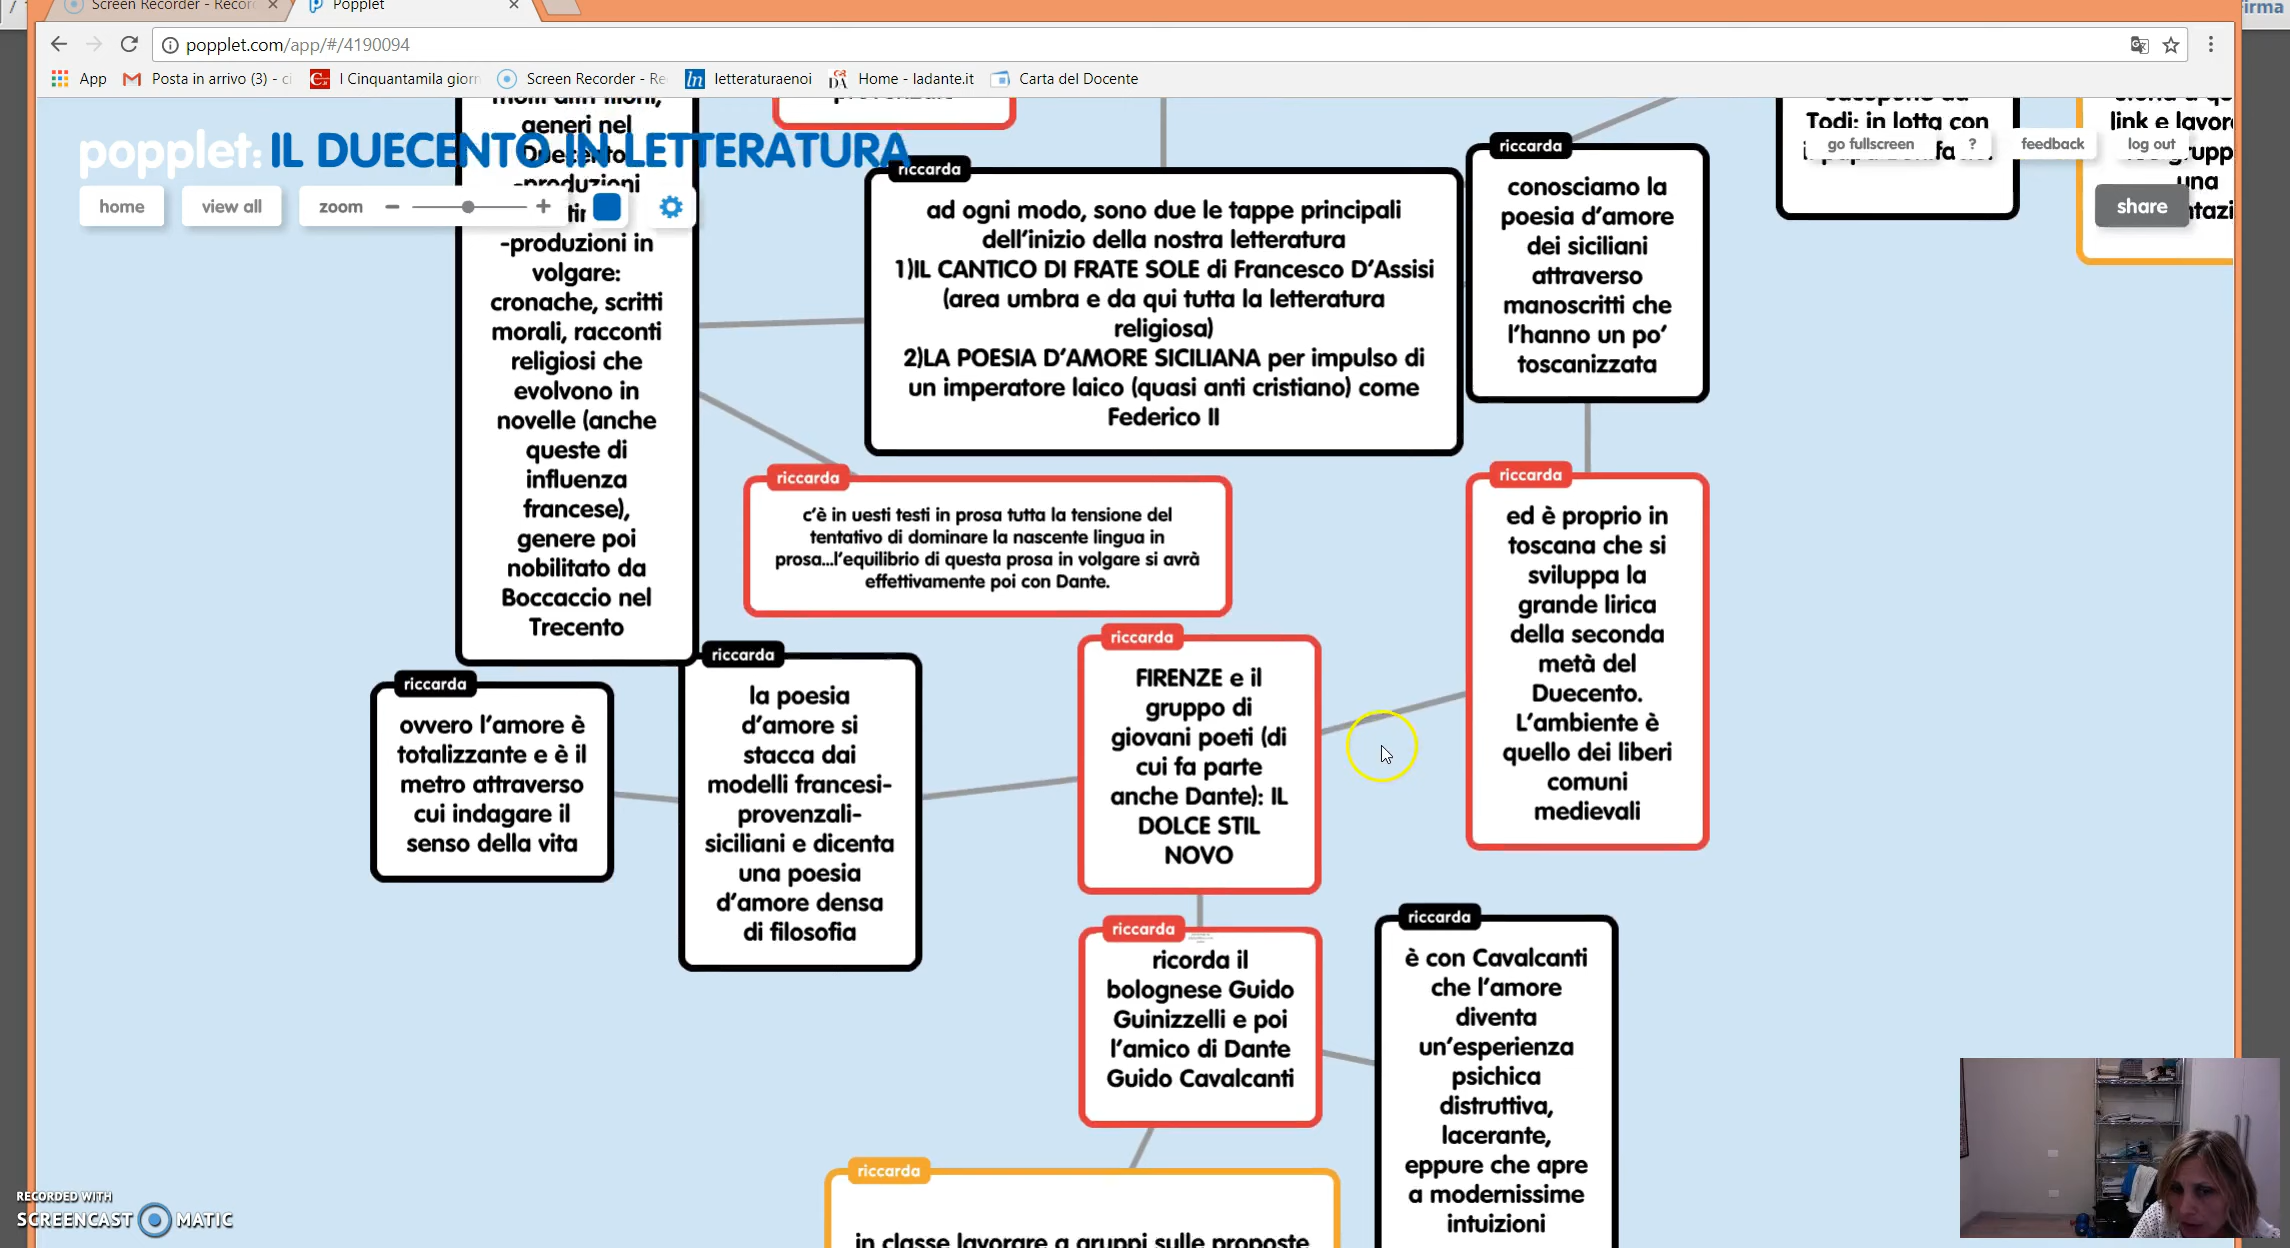 Screen Recorder - Recor
Popplet
irma
popplet.com/app/#/4190094
App
Posta in arrivo (3) - ci
I Cinquantamila giorn
Screen Recorder - Re
letteraturaenoi
Home - ladante.it
Carta del Docente
popplet: IL DUECENTO IN LETTERATURA
home
view all
zoom
go fullscreen
?
feedback
log out
share
molti altri filoni,
generi nel
Duecento
-produzioni
-produzioni in
volgare:
cronache, scritti
morali, racconti
religiosi che
evolvono in
novelle (anche
queste di
influenza
francese),
genere poi
nobilitato da
Boccaccio nel
Trecento
riccarda
ad ogni modo, sono due le tappe principali
dell'inizio della nostra letteratura
1)IL CANTICO DI FRATE SOLE di Francesco D'Assisi
(area umbra e da qui tutta la letteratura
religiosa)
2)LA POESIA D'AMORE SICILIANA per impulso di
un imperatore laico (quasi anti cristiano) come
Federico II
riccarda
conosciamo la
poesia d'amore
dei siciliani
attraverso
manoscritti che
l'hanno un po'
toscanizzata
Todi: in lotta con
link e lavor
una
riccarda
c'è in uesti testi in prosa tutta la tensione del
tentativo di dominare la nascente lingua in
prosa...l'equilibrio di questa prosa in volgare si avrà
effettivamente poi con Dante.
riccarda
ed è proprio in
toscana che si
sviluppa la
grande lirica
della seconda
metà del
Duecento.
L'ambiente è
quello dei liberi
comuni
medievali
riccarda
FIRENZE e il
gruppo di
giovani poeti (di
cui fa parte
anche Dante): IL
DOLCE STIL
NOVO
riccarda
la poesia
d'amore si
stacca dai
modelli francesi-
provenzali-
siciliani e dicenta
una poesia
d'amore densa
di filosofia
riccarda
ovvero l'amore è
totalizzante e è il
metro attraverso
cui indagare il
senso della vita
riccarda
ricorda il
bolognese Guido
Guinizzelli e poi
l'amico di Dante
Guido Cavalcanti
riccarda
è con Cavalcanti
che l'amore
diventa
un'esperienza
psichica
distruttiva,
lacerante,
eppure che apre
a modernissime
intuizioni
riccarda
in classe lavorare a gruppi sulle proposte
RECORDED WITH
SCREENCAST MATIC